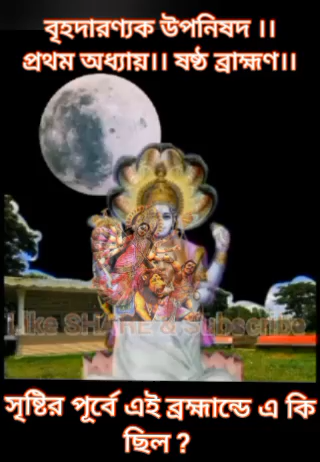 বৃহদারণ্যক উপনিষদ ।।
প্রথম অধ্যায়।। ষষ্ঠ ব্রাহ্মণ।।
Like SHARE & Subscribe
সৃষ্টির পূর্বে এই ব্রহ্মান্ডে এ কি
ছিল ?